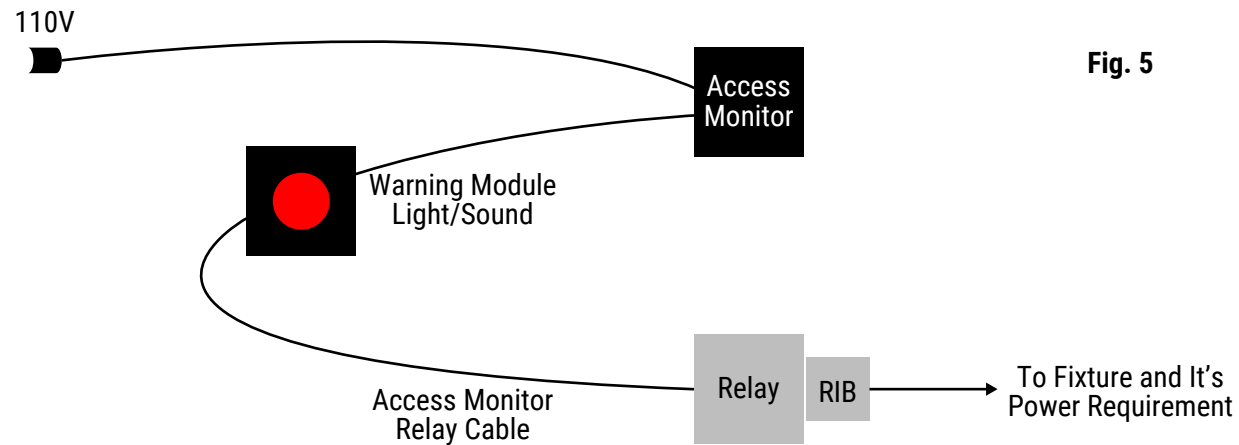 110V
Fig. 5
Access
Monitor
Warning Module
Light/Sound
Access Monitor
Relay Cable
Relay
RIB
To Fixture and It’s
Power Requirement